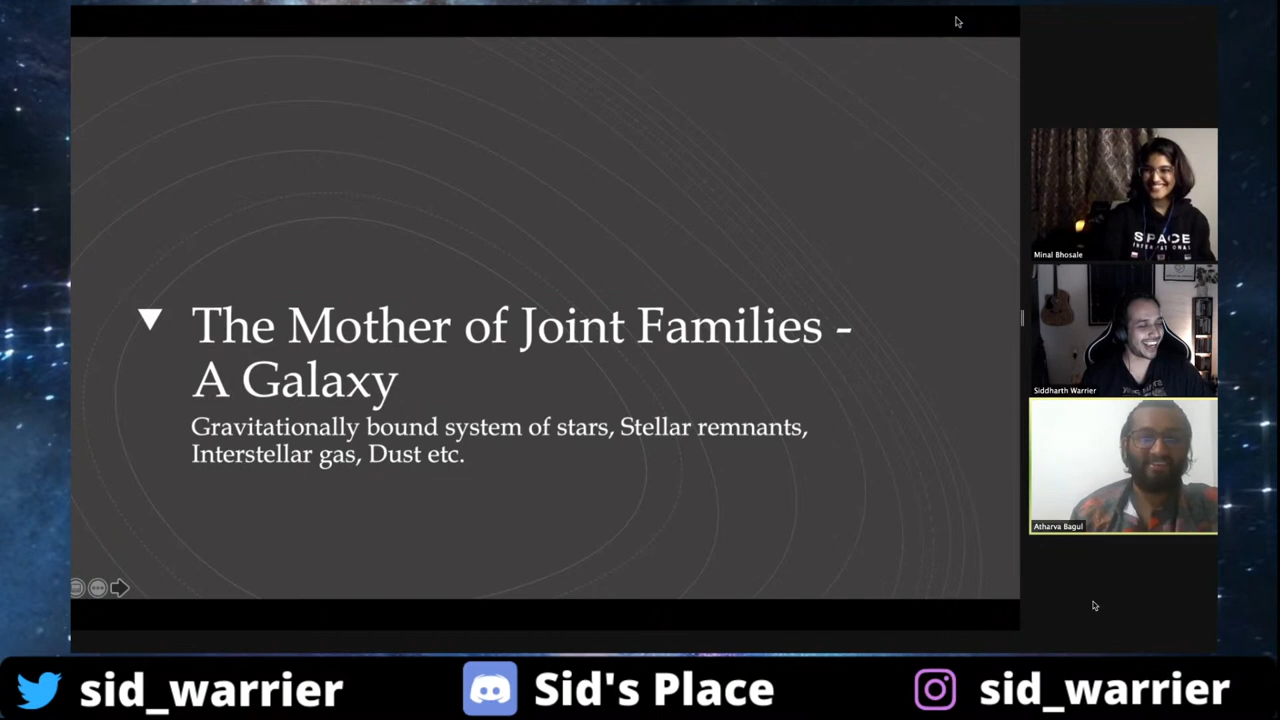 The Mother of Joint Families -
A Galaxy
Gravitationally bound system of stars, Stellar remnants,
Interstellar gas, Dust etc.
SPACE
Minal Bhosale
Siddharth Warrier
Atharva Bagul
sid_warrier
Sid's Place
sid_warrier